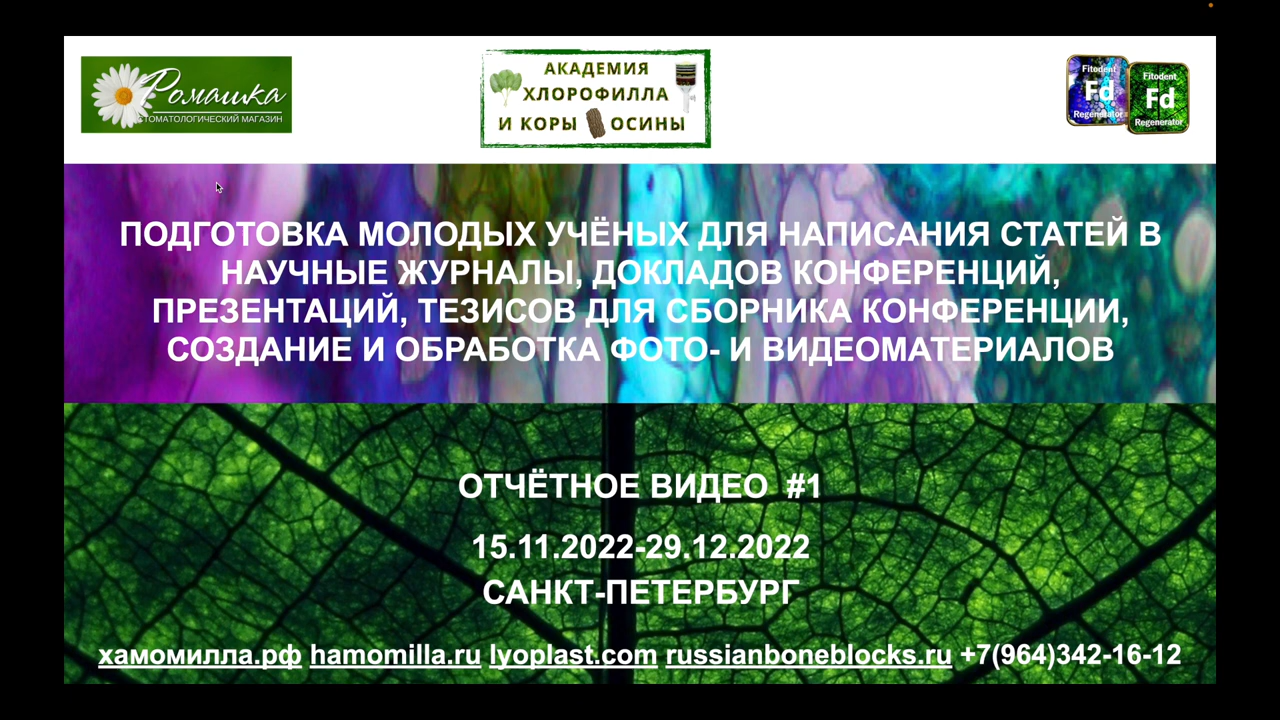 Ромашка
СТОМАТОЛОГИЧЕСКИЙ МАГАЗИН
АКАДЕМИЯ
ХЛОРОФИЛЛА
И КОРЫ ОСИНЫ
Fitodent
Fd
Regenerator
Fitodent
Fd
Regenerator
ПОДГОТОВКА МОЛОДЫХ УЧЁНЫХ ДЛЯ НАПИСАНИЯ СТАТЕЙ В
НАУЧНЫЕ ЖУРНАЛЫ, ДОКЛАДОВ КОНФЕРЕНЦИЙ,
ПРЕЗЕНТАЦИЙ, ТЕЗИСОВ ДЛЯ СБОРНИКА КОНФЕРЕНЦИИ,
СОЗДАНИЕ И ОБРАБОТКА ФОТО- И ВИДЕОМАТЕРИАЛОВ
ОТЧЁТНОЕ ВИДЕО #1
15.11.2022-29.12.2022
САНКТ-ПЕТЕРБУРГ
хамомилла.рф hamomilla.ru lyoplast.com russianboneblocks.ru +7(964)342-16-12